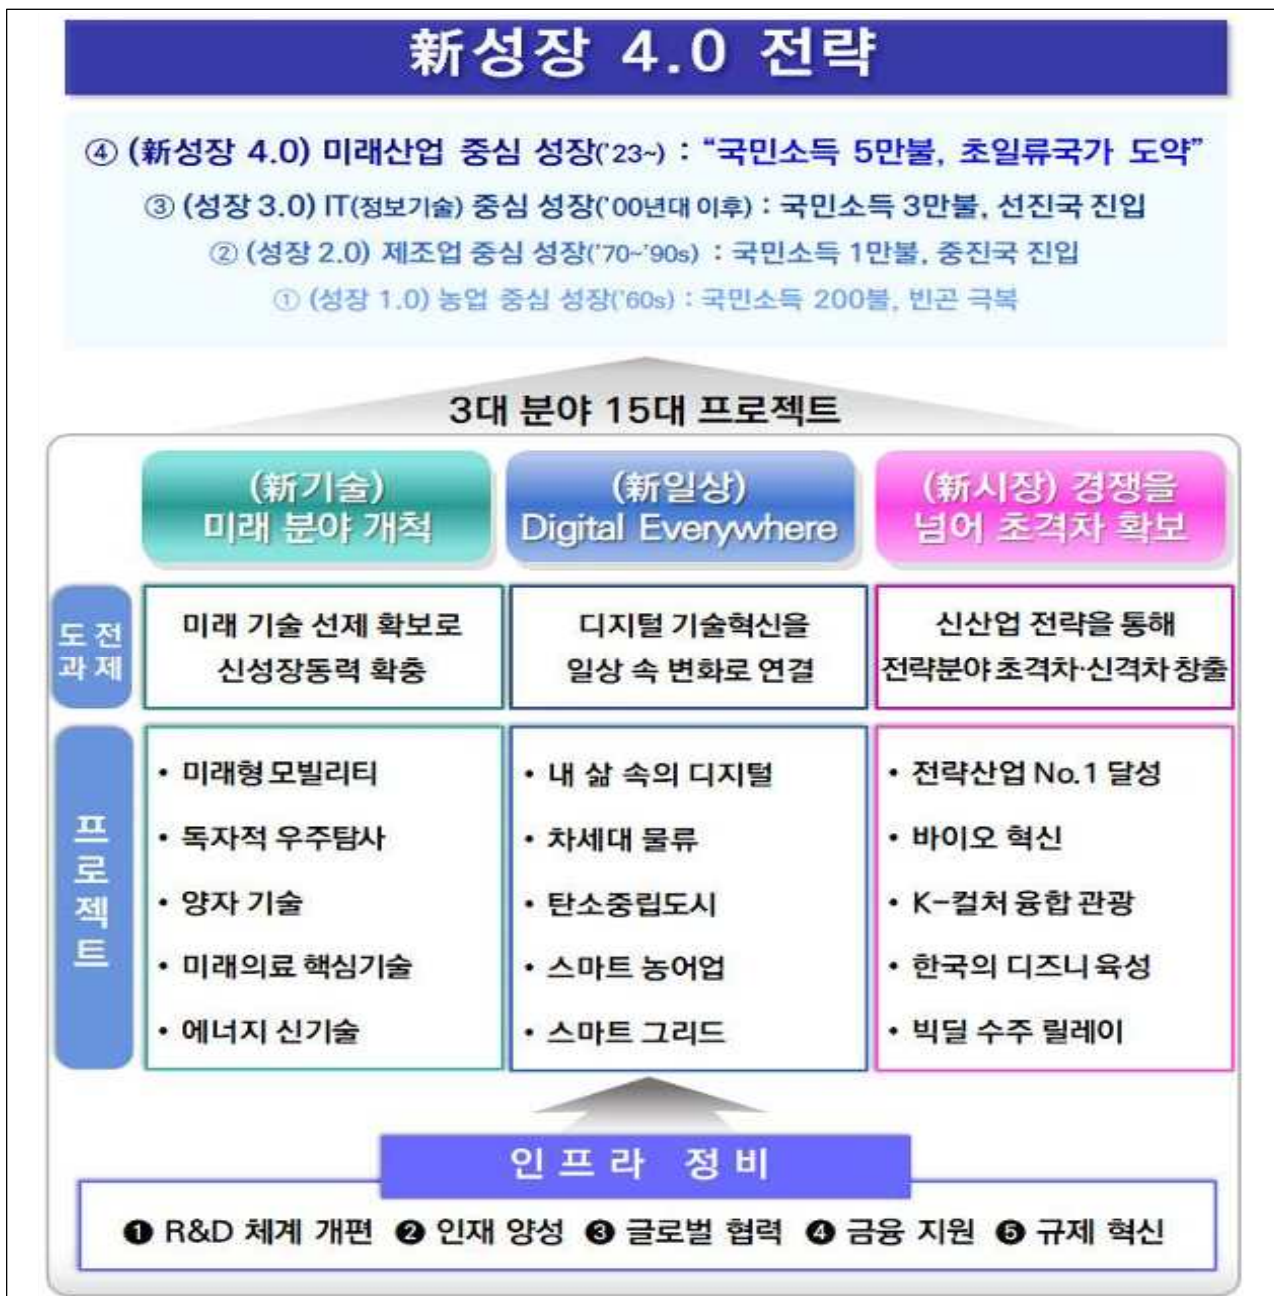 新성장 4.0 전략
④ (新성장 4.0) 미래산업 중심 성장('23~) : “국민소득 5만불, 초일류국가 도약”
③ (성장 3.0) IT(정보기술) 중심 성장('00년대 이후) : 국민소득 3만불, 선진국 진입
② (성장 2.0) 제조업 중심 성장('70~'90s) : 국민소득 1만불, 중진국 진입
① (성장 1.0) 농업 중심 성장('60s) : 국민소득 200불, 빈곤 극복
3대 분야 15대 프로젝트
(新기술)
미래 분야 개척
(新일상)
Digital Everywhere
(新시장) 경쟁을
넘어 초격차 확보
도전
과제
미래 기술 선제 확보로
신성장동력 확충
디지털 기술혁신을
일상 속 변화로 연결
신산업 전략을 통해
전략분야 초격차·신격차 창출
프로젝트
• 미래형 모빌리티
• 독자적 우주탐사
• 양자 기술
• 미래의료 핵심기술
• 에너지 신기술
• 내 삶 속의 디지털
• 차세대 물류
• 탄소중립도시
• 스마트 농어업
• 스마트 그리드
• 전략산업 No.1 달성
• 바이오 혁신
• K-컬처 융합 관광
• 한국의 디즈니 육성
• 빅딜 수주 릴레이
인프라 정비
❶ R&D 체계 개편 ❷ 인재 양성 ❸ 글로벌 협력 ❹ 금융 지원 ❺ 규제 혁신